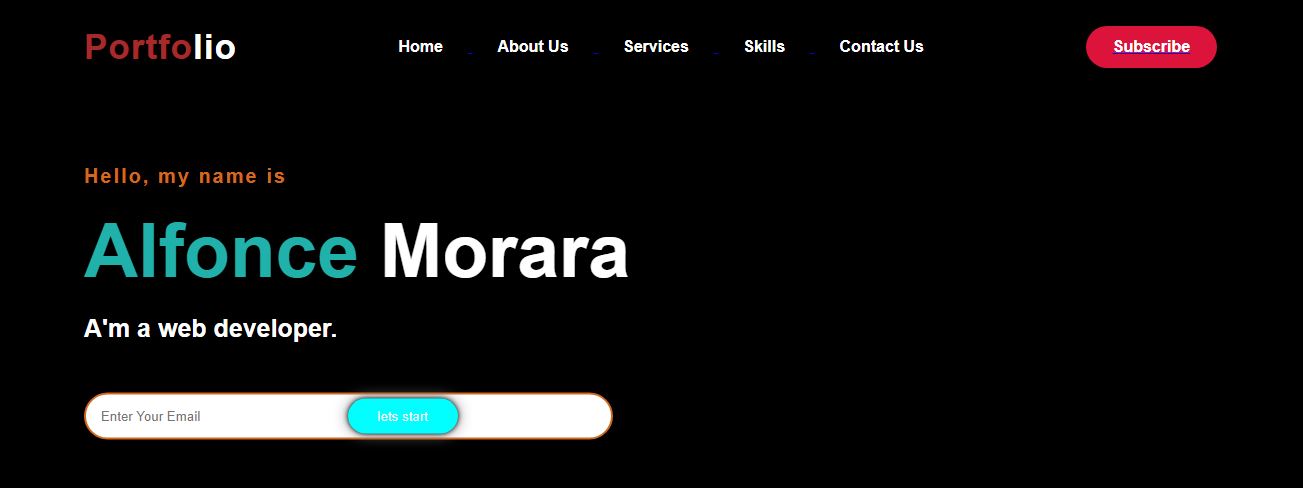 Portfolio Home About Us Services Skills Contact Us Subscribe
Hello, my name is
Alfonce Morara
A'm a web developer.
Enter Your Email lets start